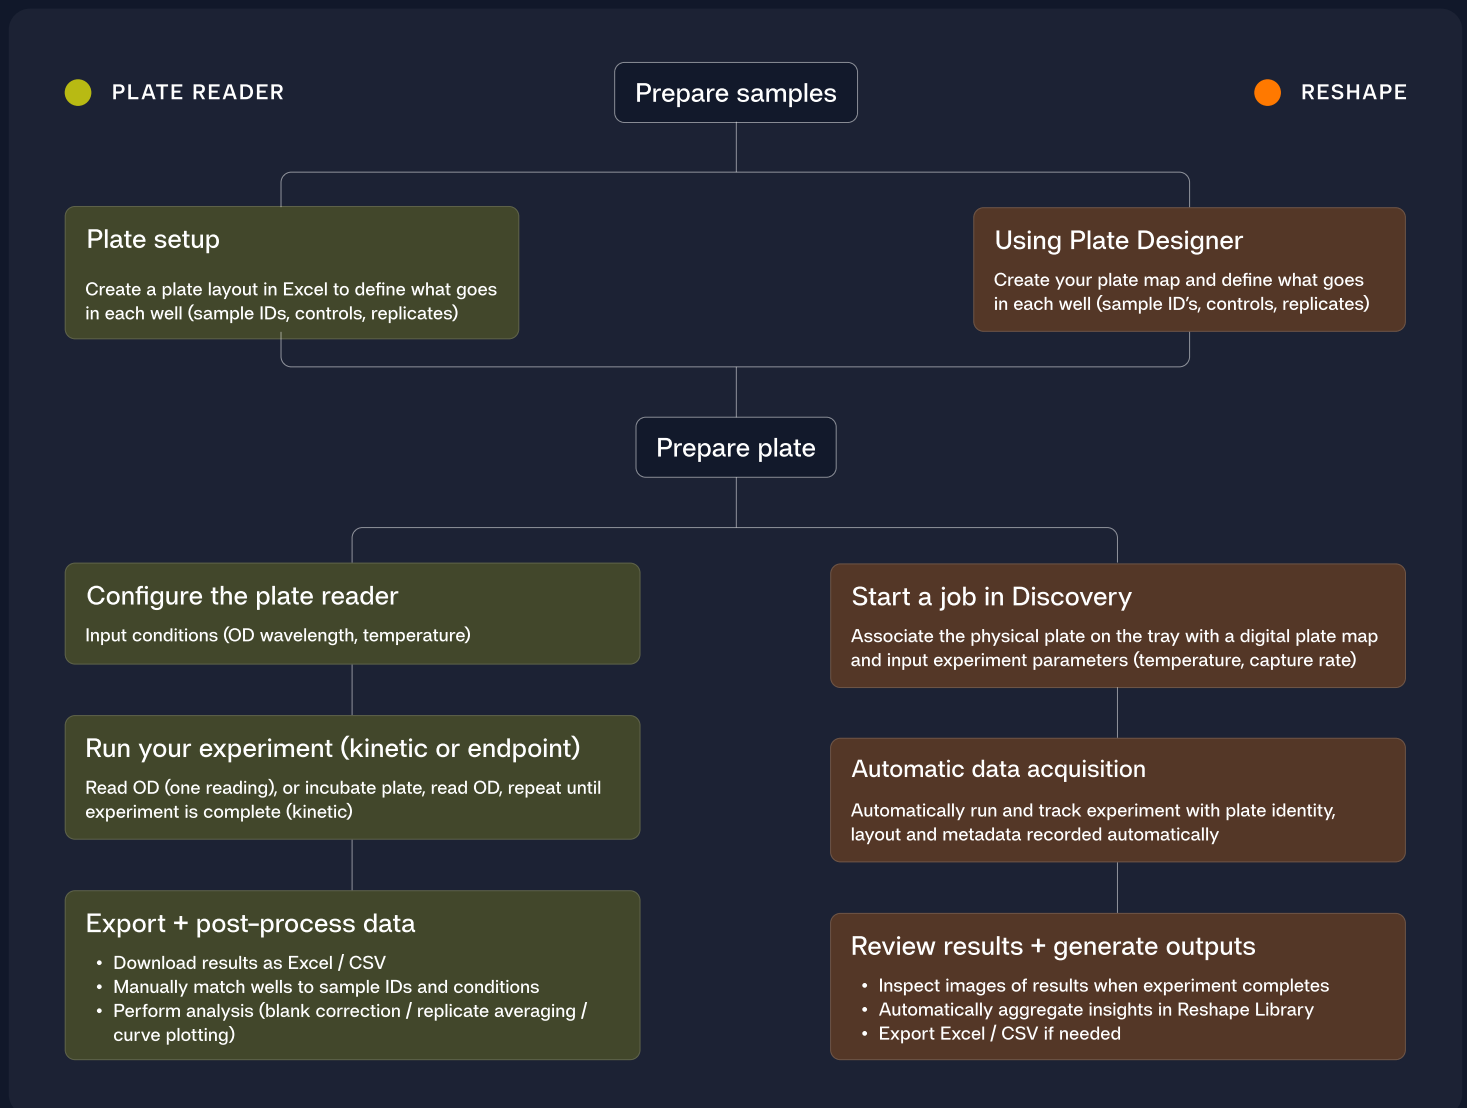 PLATE READER
Prepare samples
RESHAPE
Plate setup
Create a plate layout in Excel to define what goes
in each well (sample IDs, controls, replicates)
Using Plate Designer
Create your plate map and define what goes
in each well (sample ID’s, controls, replicates)
Prepare plate
Configure the plate reader
Input conditions (OD wavelength, temperature)
Run your experiment (kinetic or endpoint)
Read OD (one reading), or incubate plate, read OD, repeat until
experiment is complete (kinetic)
Export + post-process data
• Download results as Excel / CSV
• Manually match wells to sample IDs and conditions
• Perform analysis (blank correction / replicate averaging /
curve plotting)
Start a job in Discovery
Associate the physical plate on the tray with a digital plate map
and input experiment parameters (temperature, capture rate)
Automatic data acquisition
Automatically run and track experiment with plate identity,
layout and metadata recorded automatically
Review results + generate outputs
• Inspect images of results when experiment completes
• Automatically aggregate insights in Reshape Library
• Export Excel / CSV if needed